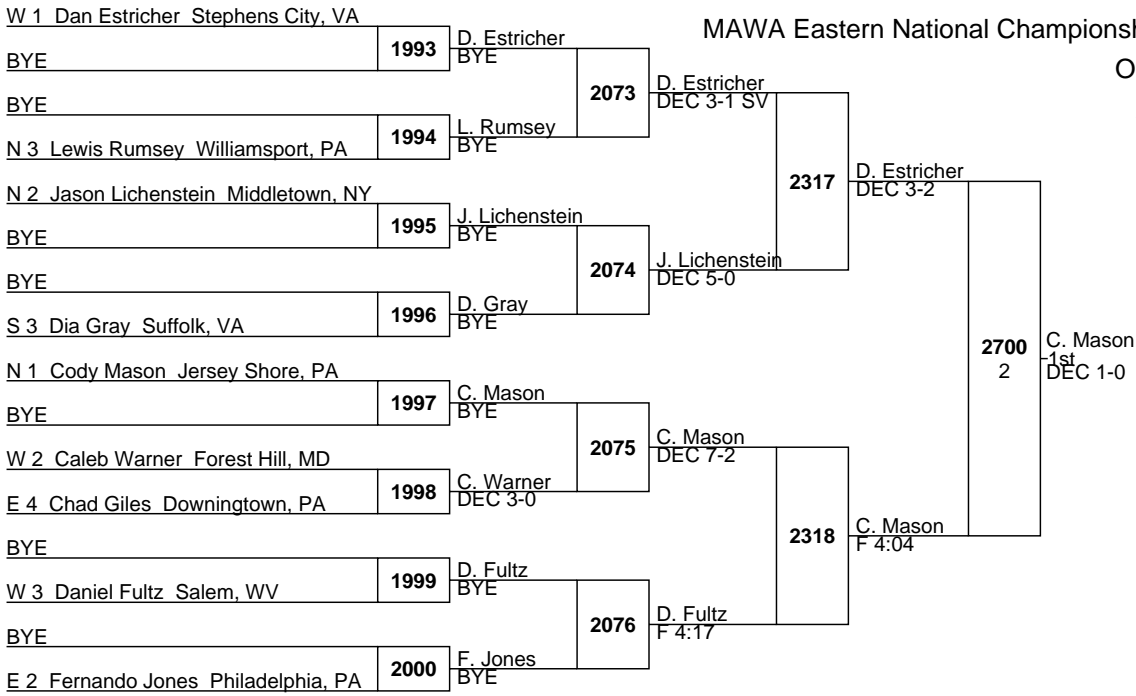 MAWA Eastern National Championsh
O
W 1 Dan Estricher Stephens City, VA
BYE
BYE
N 3 Lewis Rumsey Williamsport, PA
N 2 Jason Lichenstein Middletown, NY
BYE
BYE
S 3 Dia Gray Suffolk, VA
N 1 Cody Mason Jersey Shore, PA
BYE
W 2 Caleb Warner Forest Hill, MD
E 4 Chad Giles Downingtown, PA
BYE
W 3 Daniel Fultz Salem, WV
BYE
E 2 Fernando Jones Philadelphia, PA
1993
1994
1995
1996
1997
1998
1999
2000
D. Estricher
BYE
L. Rumsey
BYE
J. Lichenstein
BYE
D. Gray
BYE
C. Mason
BYE
C. Warner
DEC 3-0
D. Fultz
BYE
F. Jones
BYE
2073
2074
2075
2076
D. Estricher
DEC 3-1 SV
J. Lichenstein
DEC 5-0
C. Mason
DEC 7-2
D. Fultz
F 4:17
2317
2318
D. Estricher
DEC 3-2
C. Mason
F 4:04
2700
2
C. Mason
1st
DEC 1-0